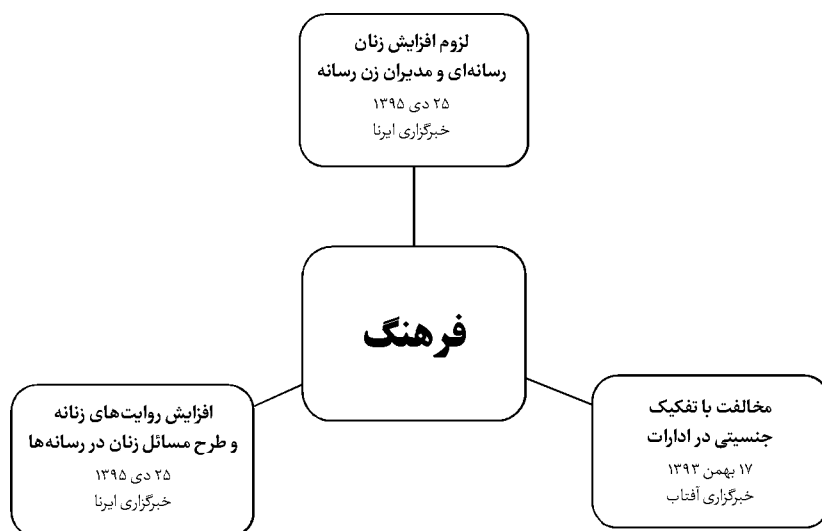 لزوم افزایش زنان
رسانه‌ای و مدیران زن رسانه
۲۵ دی ۱۳۹۵
خبرگزاری ایرنا
فرهنگ
مخالفت با تفکیک
جنسیتی در ادارات
۱۷ بهمن ۱۳۹۳
خبرگزاری آفتاب
افزایش روایت‌های زنانه
و طرح مسائل زنان در رسانه‌ها
۲۵ دی ۱۳۹۵
خبرگزاری ایرنا